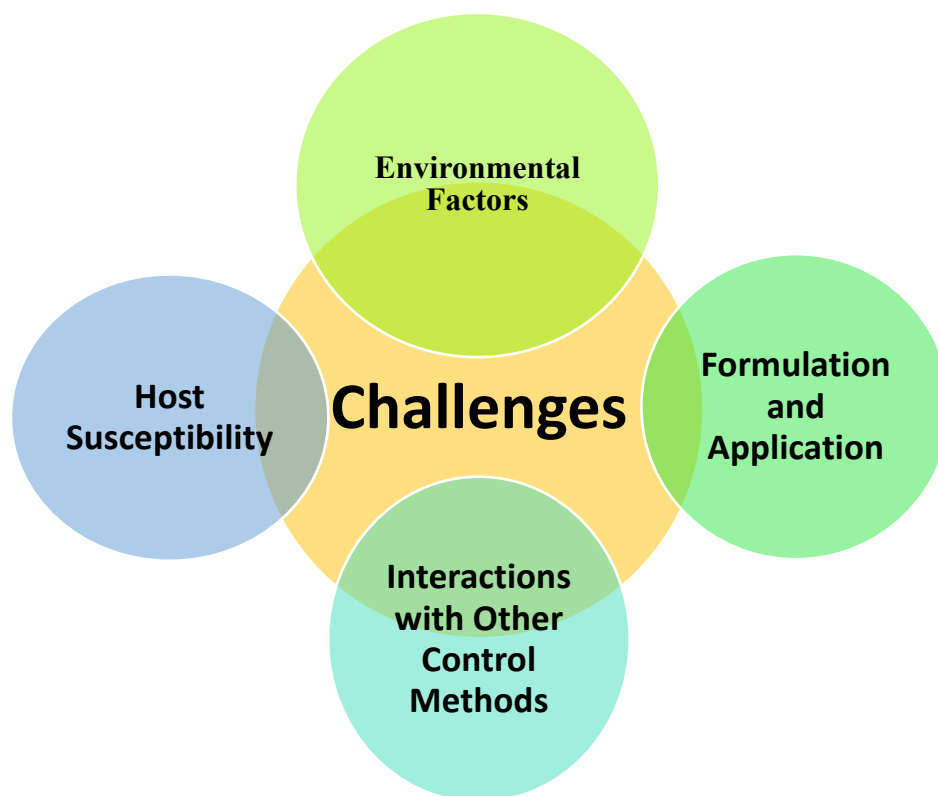 Environmental
Factors
Host
Susceptibility
Challenges
Formulation
and
Application
Interactions
with Other
Control
Methods